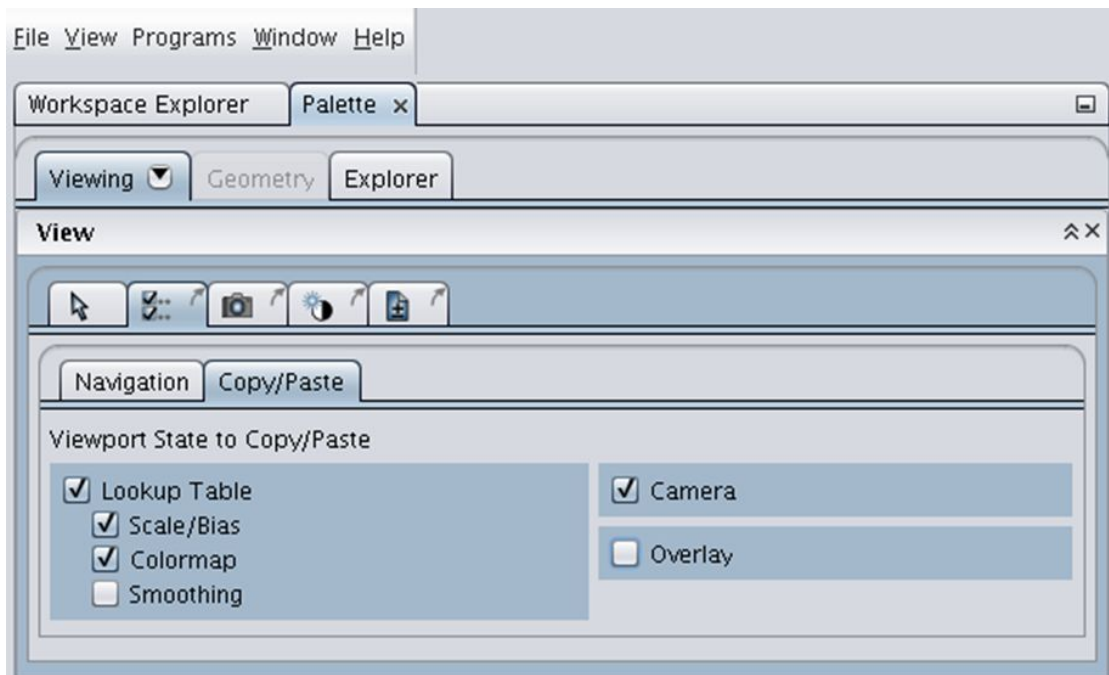 File View Programs Window Help
Workspace Explorer Palette
Viewing Geometry Explorer
View
Navigation Copy/Paste
Viewport State to Copy/Paste
Lookup Table
Scale/Bias
Colormap
Smoothing
Camera
Overlay